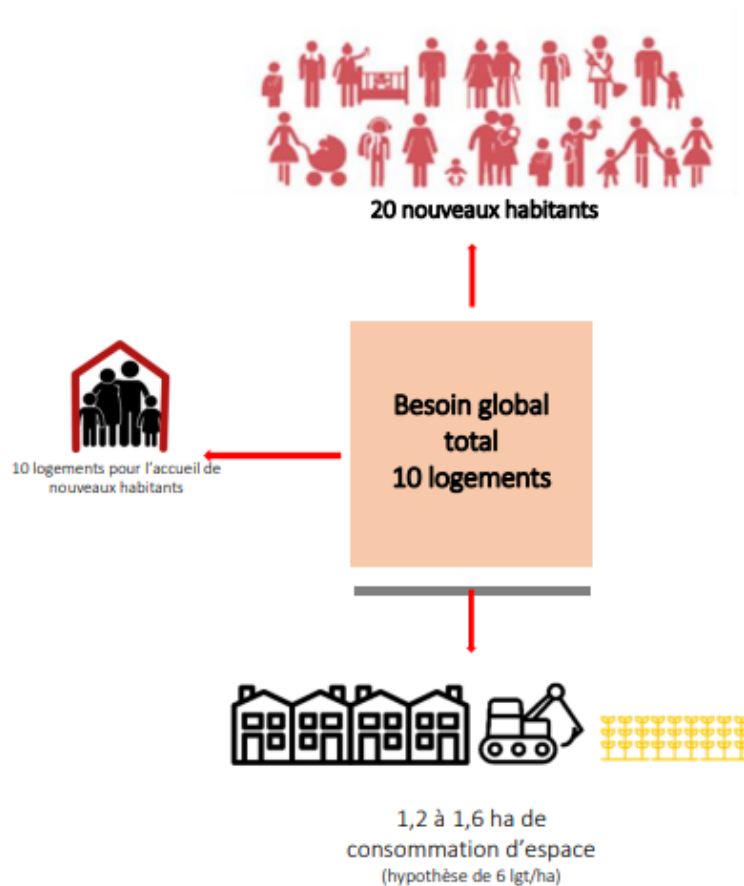 20 nouveaux habitants
Besoin global
total
10 logements
10 logements pour l'accueil de
nouveaux habitants
1,2 à 1,6 ha de
consommation d'espace
(hypothèse de 6 lgt/ha)